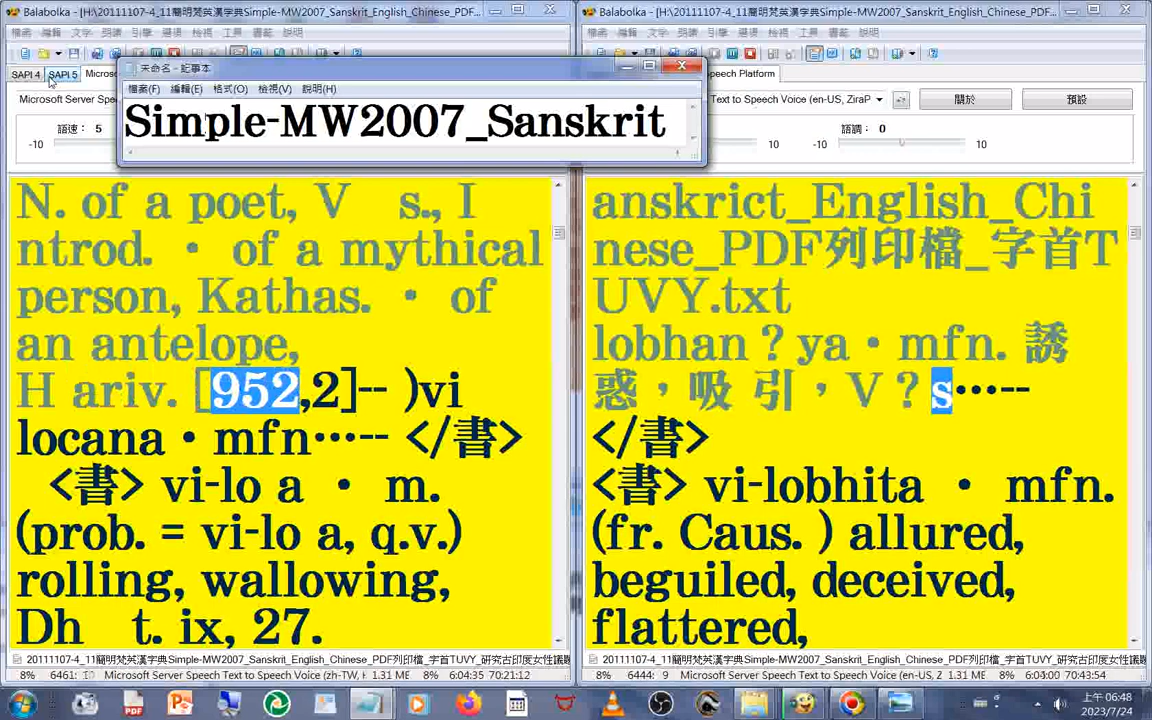 Balabolka - [H:\20111107-4_11簡明梵英漢字典Simple-MW2007_Sanskrit_English_Chinese_PDF...
Balabolka - [H:\20111107-4_11簡明梵英漢字典Simple-MW2007_Sanskrit_English_Chinese_PDF...
SAPI 4 SAPI 5 Micros
未命名 - 記事本
檔案(F) 編輯(E) 格式(O) 檢視(V) 說明(H)
Simple-MW2007_Sanskrit
peech Platform
Microsoft Server Spe
Text to Speech Voice (en-US, ZiraP
關於
預設
語速： 5
-10
語調： 0
10
-10
10
N. of a poet, V s., I
ntrod. • of a mythical
person, Kathas. • of
an antelope,
H ariv. [952,2]-- )vi
locana • mfn…-- </書>
<書> vi-lo a • m.
(prob. = vi-lo a, q.v.)
rolling, wallowing,
Dh t. ix, 27.
anskrict_English_Chi
nese_PDF列印檔_字首T
UVY.txt
lobhan？ya • mfn. 誘
惑，吸 引，V？s…--
</書>
<書> vi-lobhita • mfn.
(fr. Caus. ) allured,
beguiled, deceived,
flattered,
20111107-4_11簡明梵英漢字典Simple-MW2007_Sanskrit_English_Chinese_PDF列印檔_字首TUVY_研究古印度女性議題
20111107-4_11簡明梵英漢字典Simple-MW2007_Sanskrit_English_Chinese_PDF列印檔_字首TUVY_研究古印度女性議題
8% 6461: Microsoft Server Speech Text to Speech Voice (zh-TW, H 1.31 ME 8% 6:04:35 70:21:12
8% 6444: 9 Microsoft Server Speech Text to Speech Voice (en-US, Z 1.31 ME 8% 70:43:54
上午 06:48
2023/7/24